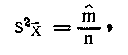 s²x̄ = m̂/n,